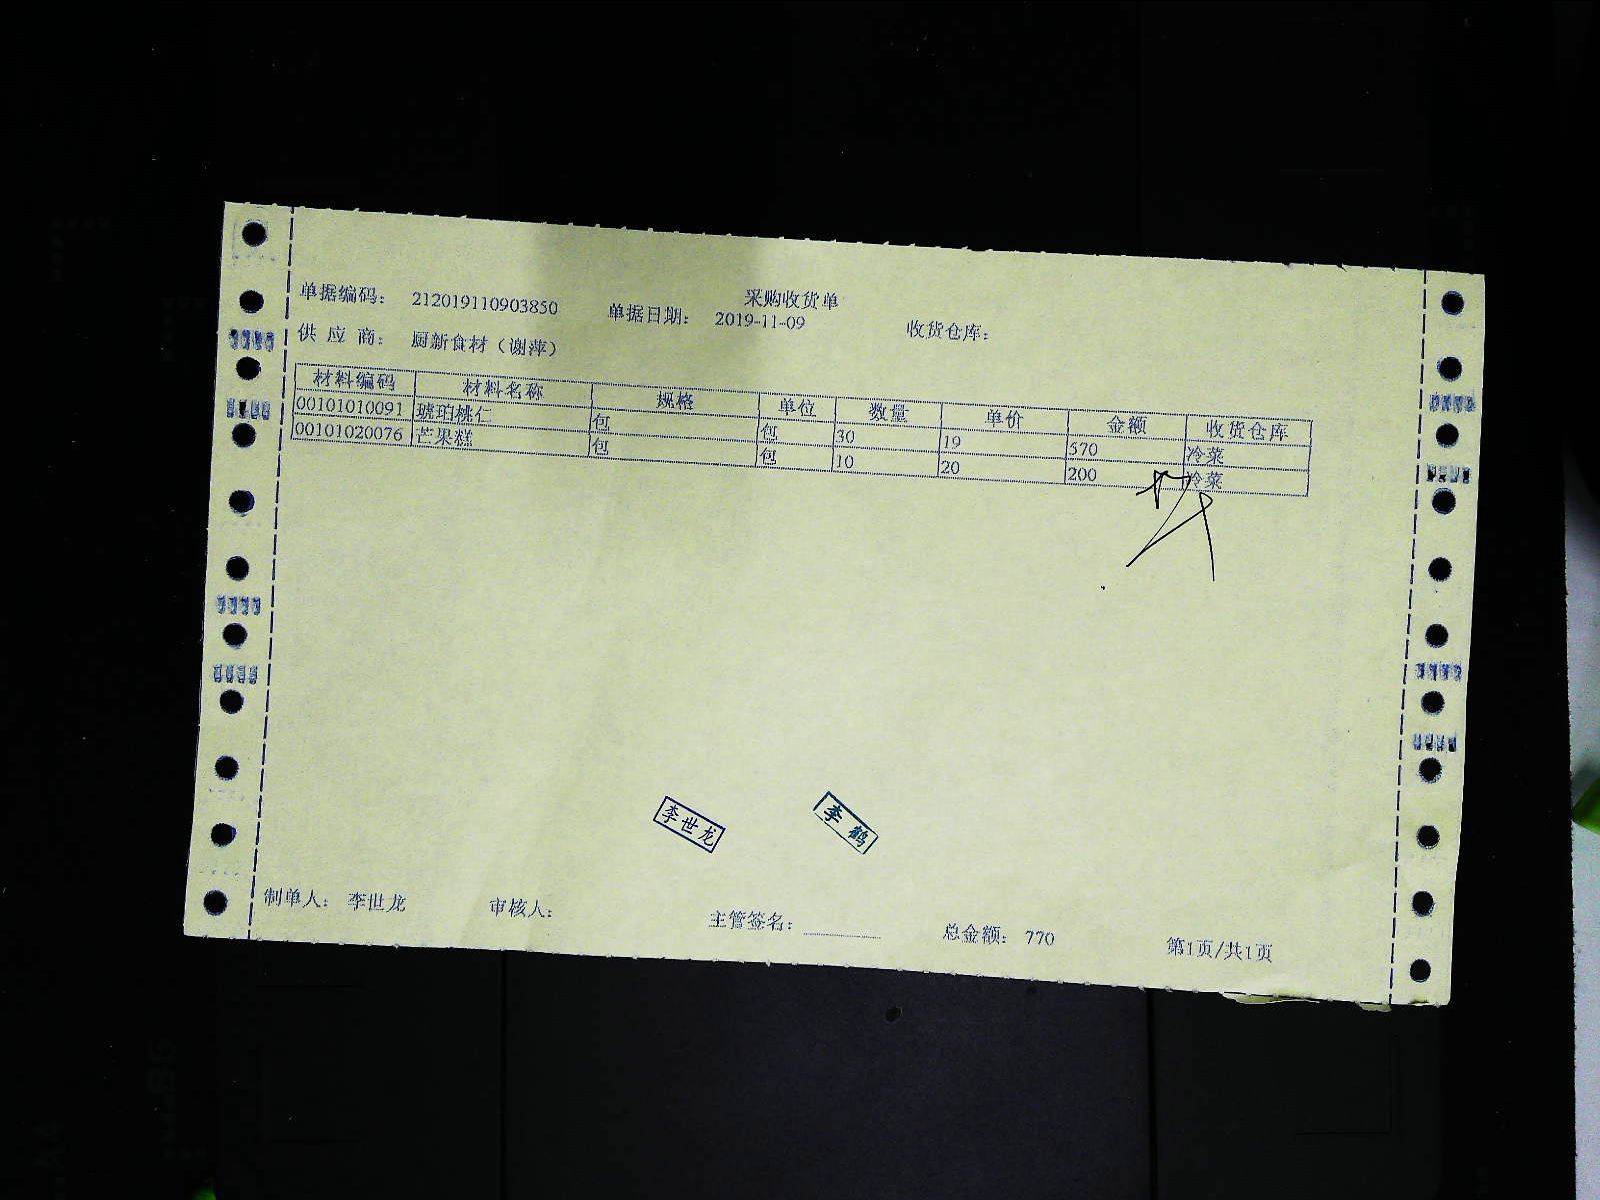 采购收货单
单据编码： 212019110903850 单据日期： 2019-11-09 收货仓库：
供 应 商： 厨新食材（谢萍）
材料编码 材料名称 规格 单位 数量 单价 金额 收货仓库
00101010091 琥珀桃仁 包 包 30 19 570 冷菜
00101020076 芒果糕 包 包 10 20 200 冷菜
李世龙 李鹤
制单人： 李世龙 审核人： 主管签名： 总金额： 770 第1页/共1页